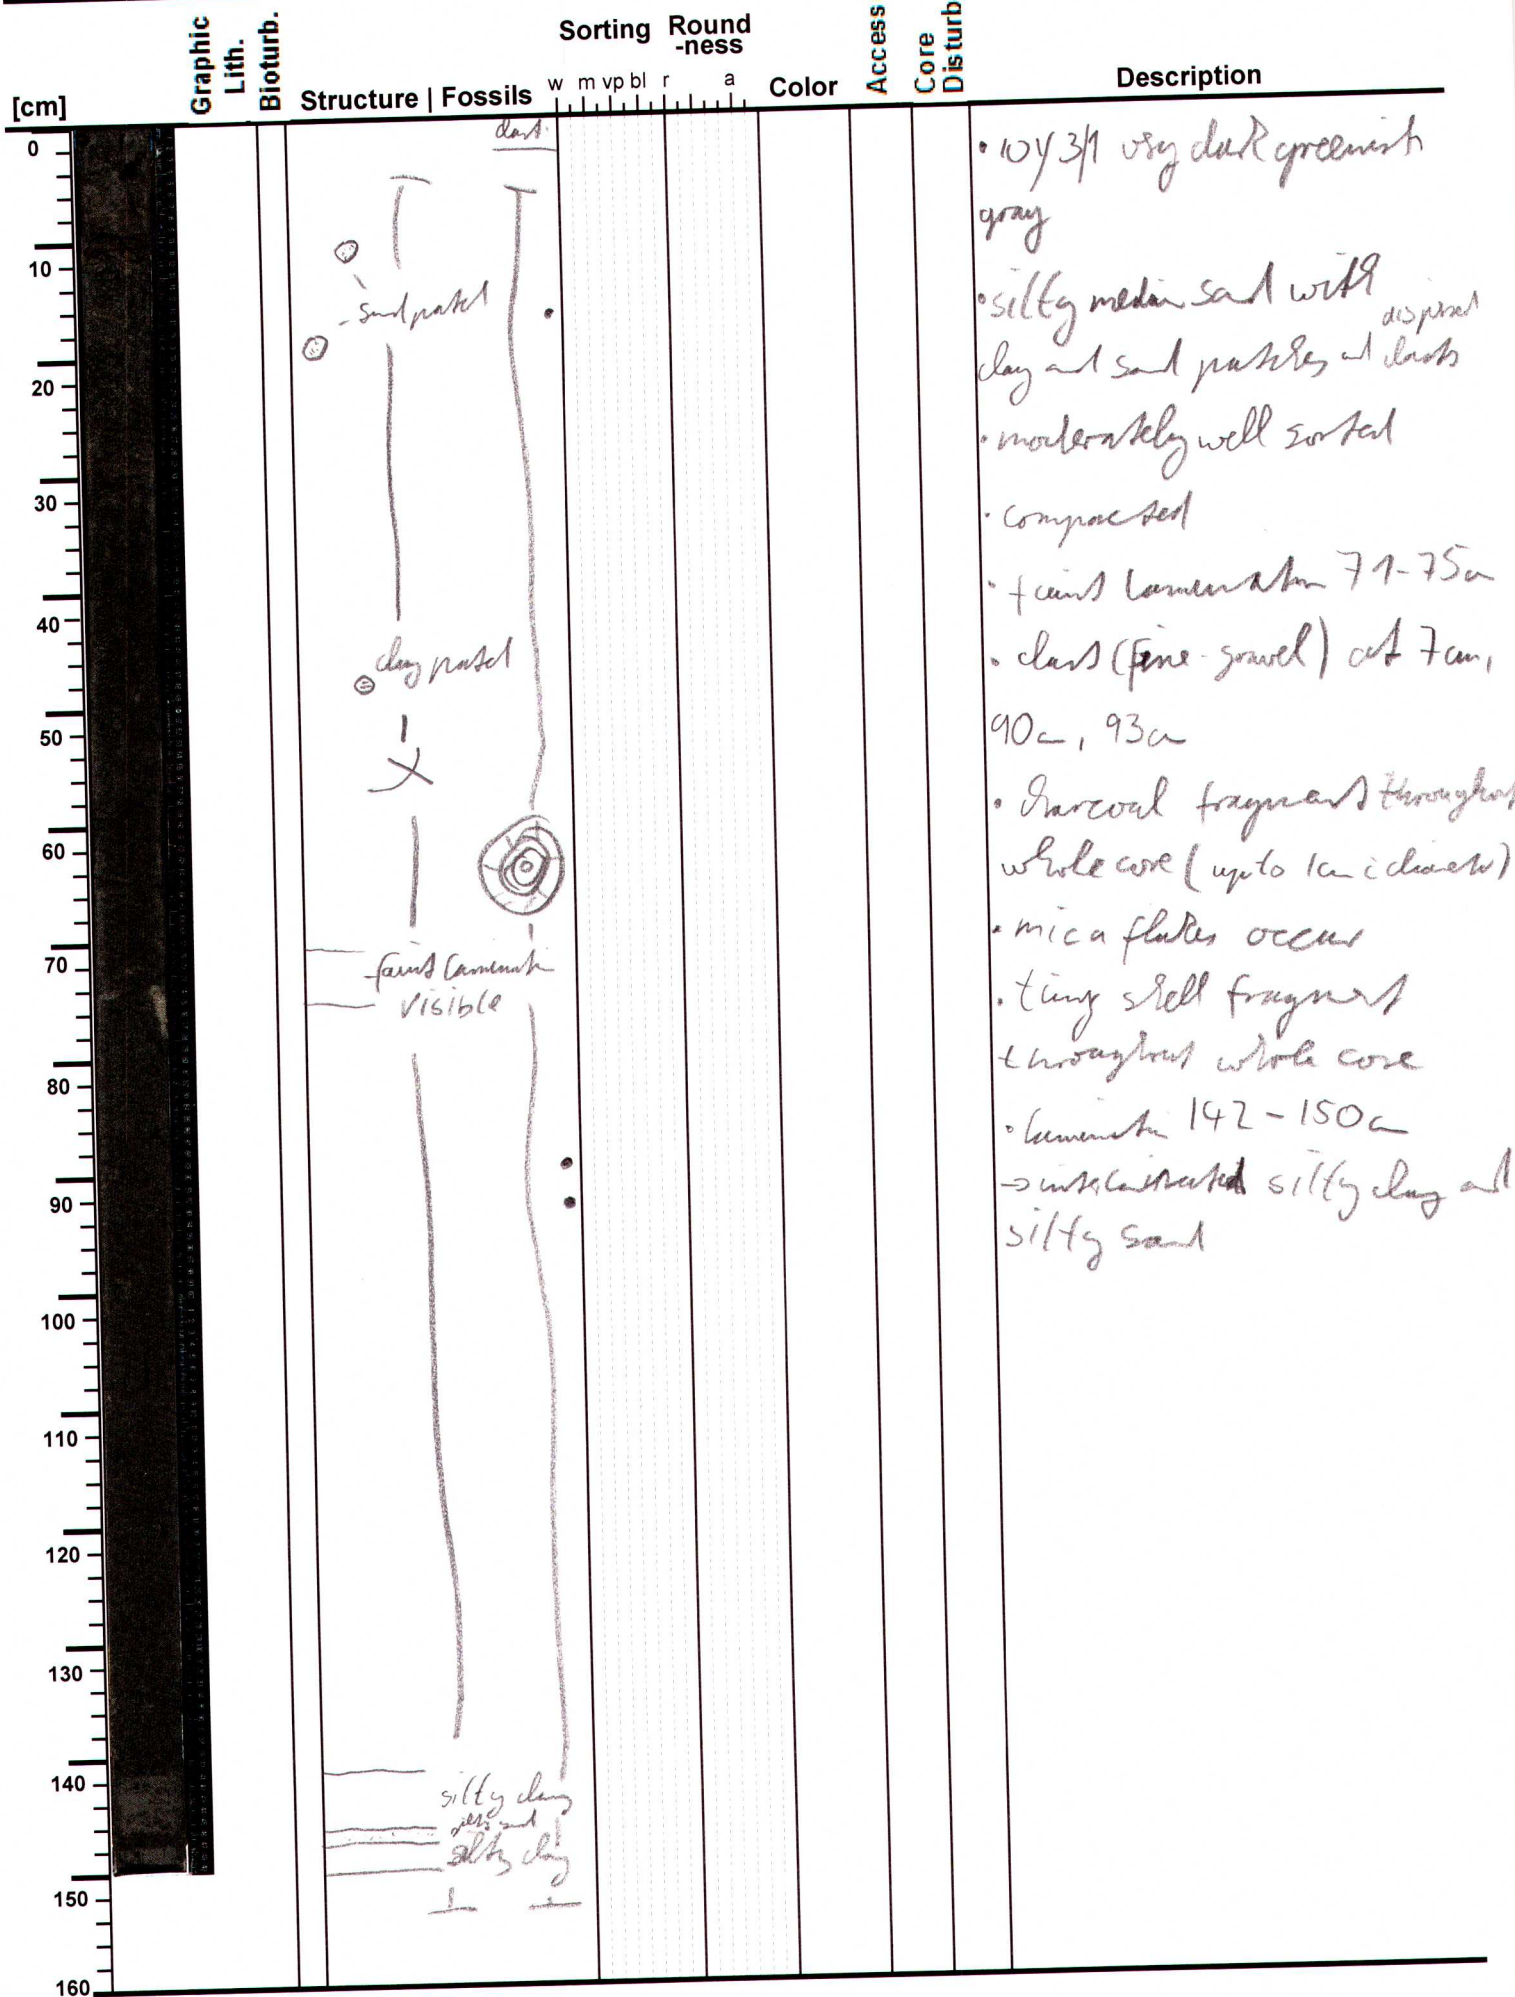 Graphic
Lith.
Bioturb.
Structure | Fossils
Sorting
w m vp bl
Round
-ness
r a
Color
Access
Core
Disturb
Description
[cm]
0
10
20
30
40
50
60
70
80
90
100
110
120
130
140
150
160
clast.
sand patch
clay patch
faint lamination
visible
silty clay
silty sand
silty clay
• 10Y 3/1 very dark greenish
gray
• silty medium sand with dispersed
clay and sand patches and clasts
• moderately well sorted
• compacted
• faint lamination 71-75cm
• clast (fine-gravel) at 7cm,
90cm, 93cm
• charcoal fragment throughout
whole core (up to 1cm i diameter)
• mica flakes occur
• tiny shell fragment
throughout whole core
• lamination 142-150cm
→ silty clay and
silty sand